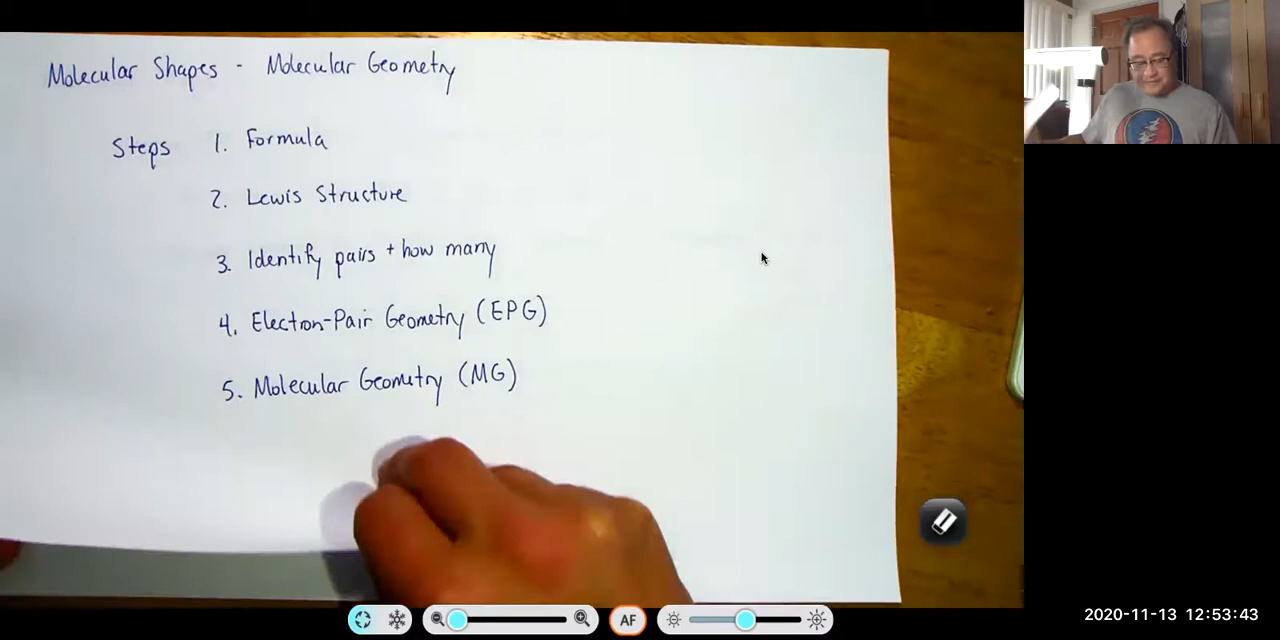 Molecular Shapes - Molecular Geometry
Steps 1. Formula
2. Lewis Structure
3. Identify pairs + how many
4. Electron-Pair Geometry (EPG)
5. Molecular Geometry (MG)
AF
2020-11-13 12:53:43